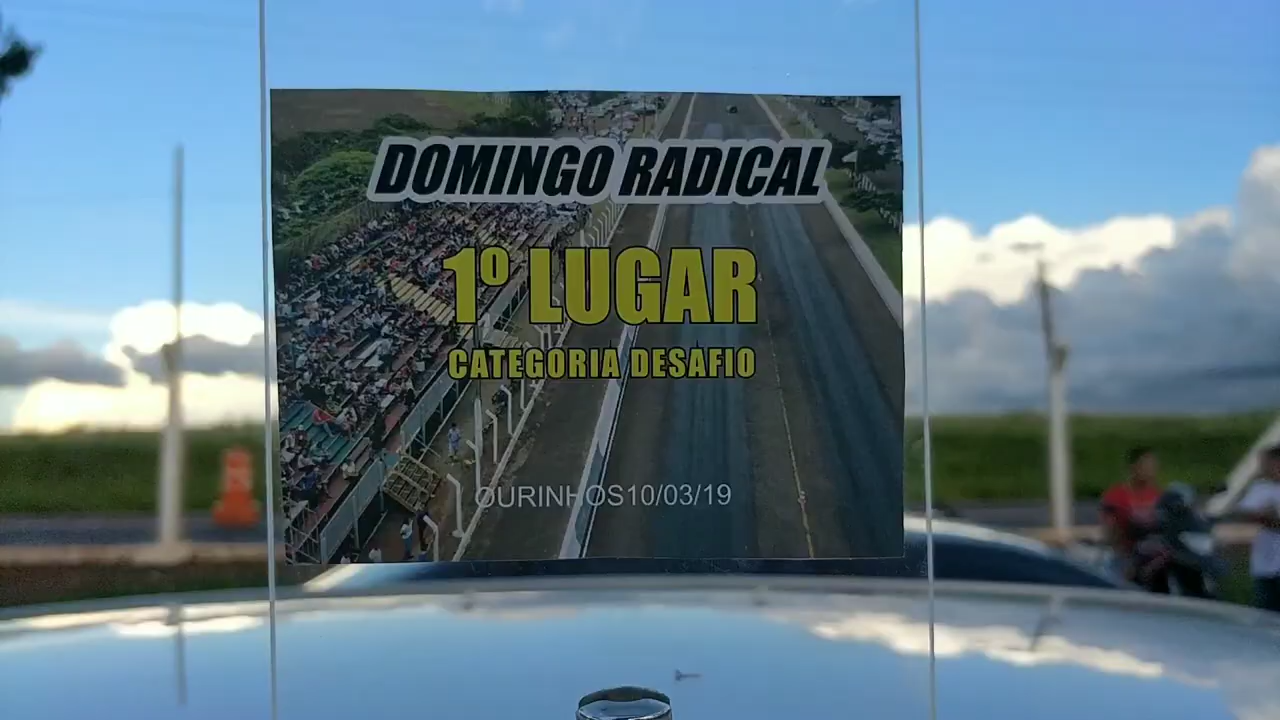 DOMINGO RADICAL
1º LUGAR
CATEGORIA DESAFIO
OURINHOS10/03/19